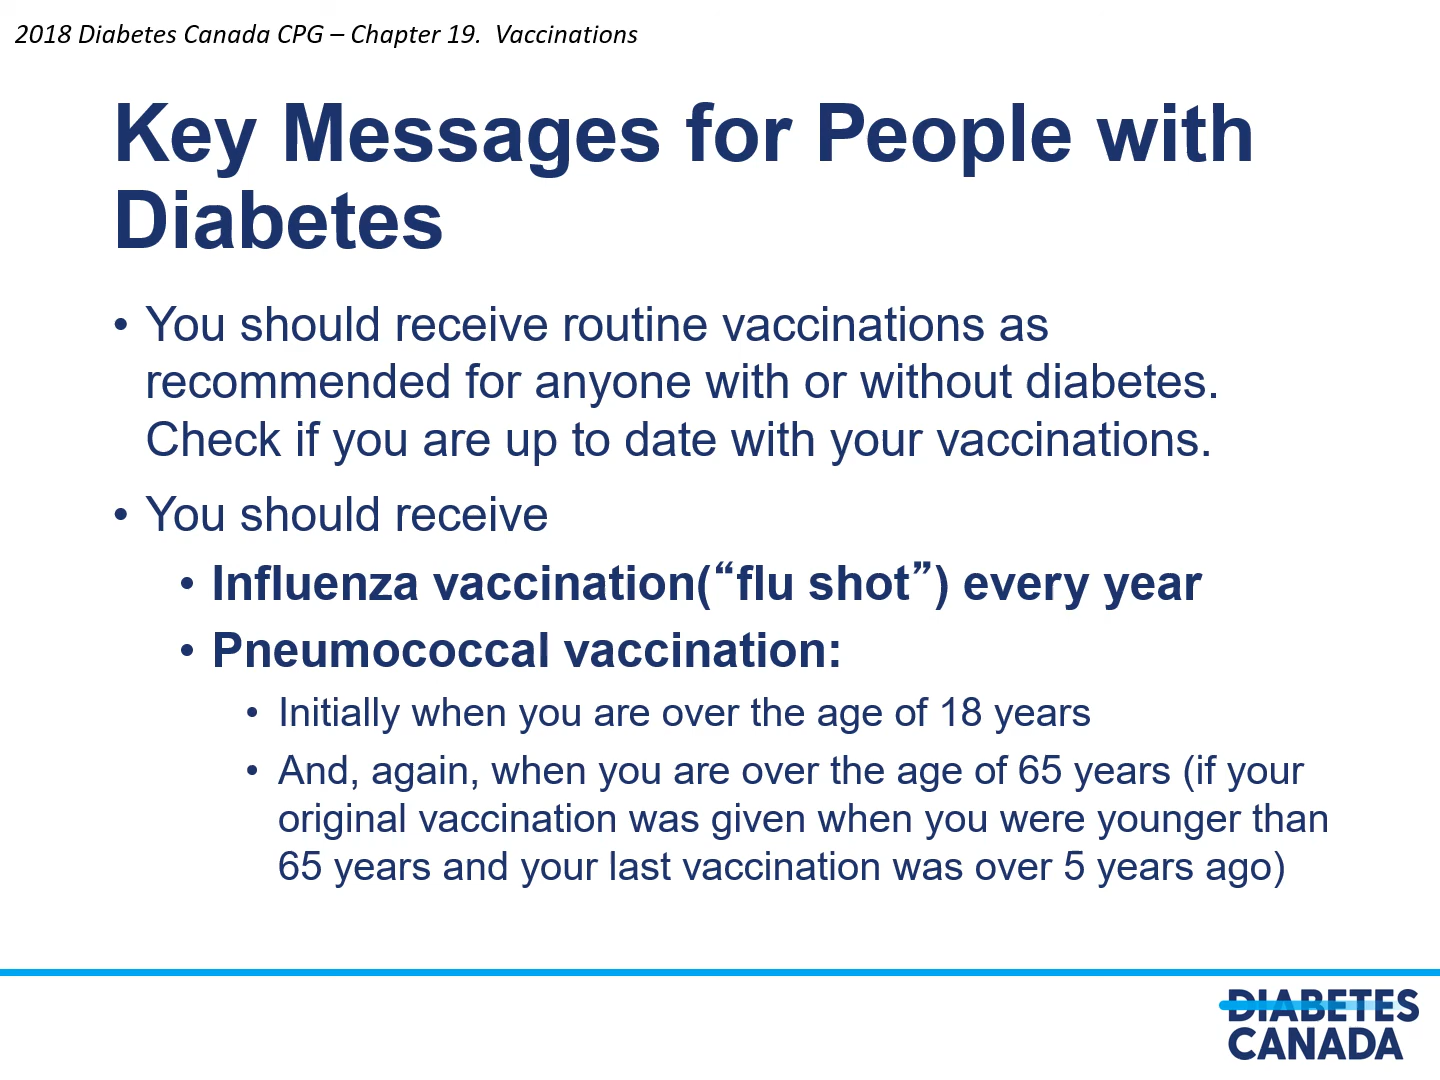 2018 Diabetes Canada CPG – Chapter 19.  Vaccinations
Key Messages for People with
Diabetes
• You should receive routine vaccinations as
recommended for anyone with or without diabetes.
Check if you are up to date with your vaccinations.
• You should receive
• Influenza vaccination(“flu shot”) every year
• Pneumococcal vaccination:
• Initially when you are over the age of 18 years
• And, again, when you are over the age of 65 years (if your
original vaccination was given when you were younger than
65 years and your last vaccination was over 5 years ago)
DIABETES
CANADA